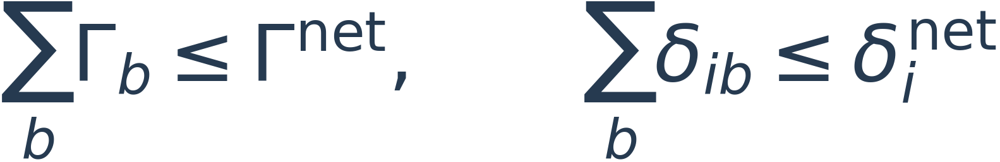 ∑_b Γ_b ≤ Γ^net, ∑_b δ_ib ≤ δ_i^net